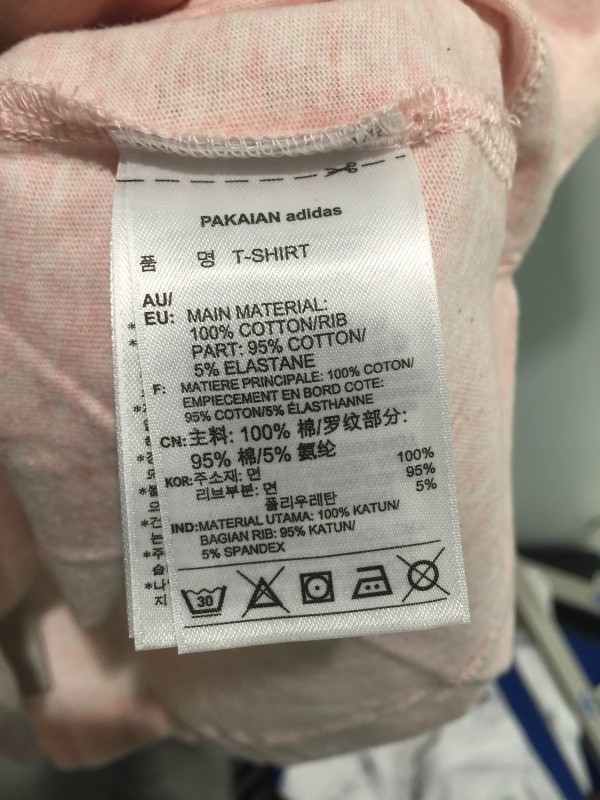 PAKAIAN adidas
품 명 T-SHIRT
AU/
EU: MAIN MATERIAL:
100% COTTON/RIB
PART: 95% COTTON/
5% ELASTANE
F: MATIERE PRINCIPALE: 100% COTON/
EMPIECEMENT EN BORD COTE:
95% COTON/5% ÉLASTHANNE
CN: 主料: 100% 棉/罗纹部分:
95% 棉/5% 氨纶
KOR: 주소재: 면 100%
리브부분: 면 95%
폴리우레탄 5%
IND: MATERIAL UTAMA: 100% KATUN/
BAGIAN RIB: 95% KATUN/
5% SPANDEX
30